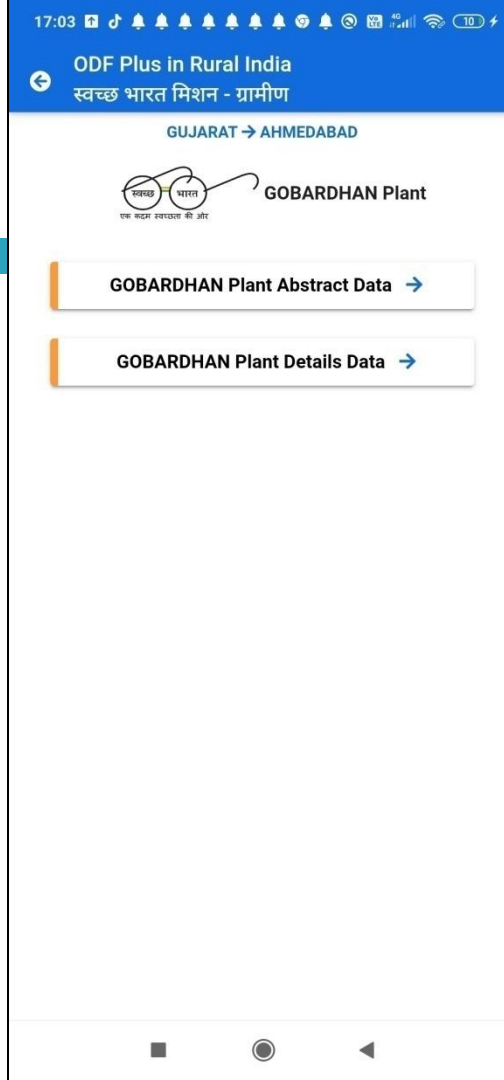 17:03
10
ODF Plus in Rural India
स्वच्छ भारत मिशन - ग्रामीण
GUJARAT → AHMEDABAD
स्वच्छ भारत
एक कदम स्वच्छता की ओर
GOBARDHAN Plant
GOBARDHAN Plant Abstract Data →
GOBARDHAN Plant Details Data →